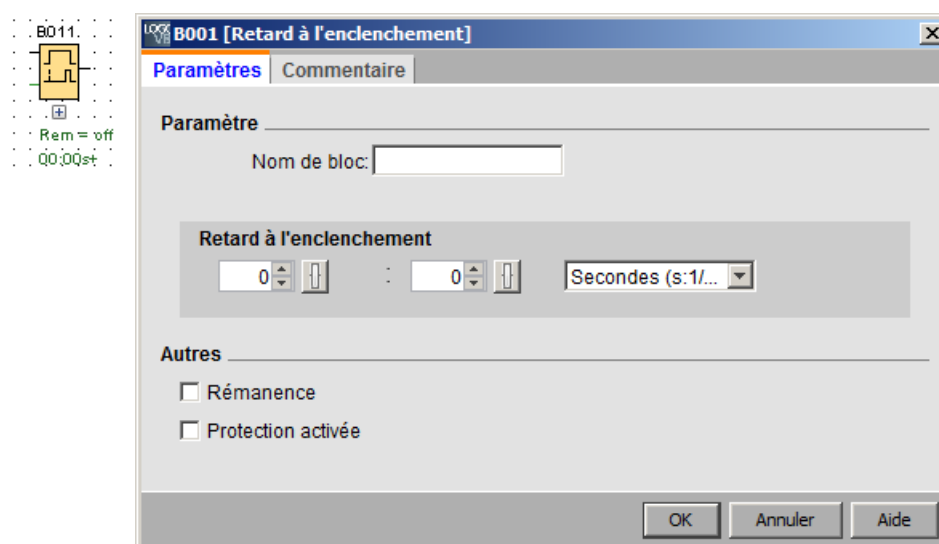 B011
Rem = off
00:00s+
B001 [Retard à l'enclenchement]
Paramètres Commentaire
Paramètre
Nom de bloc:
Retard à l'enclenchement
0 : 0 Secondes (s:1/...
Autres
Rémanence
Protection activée
OK Annuler Aide